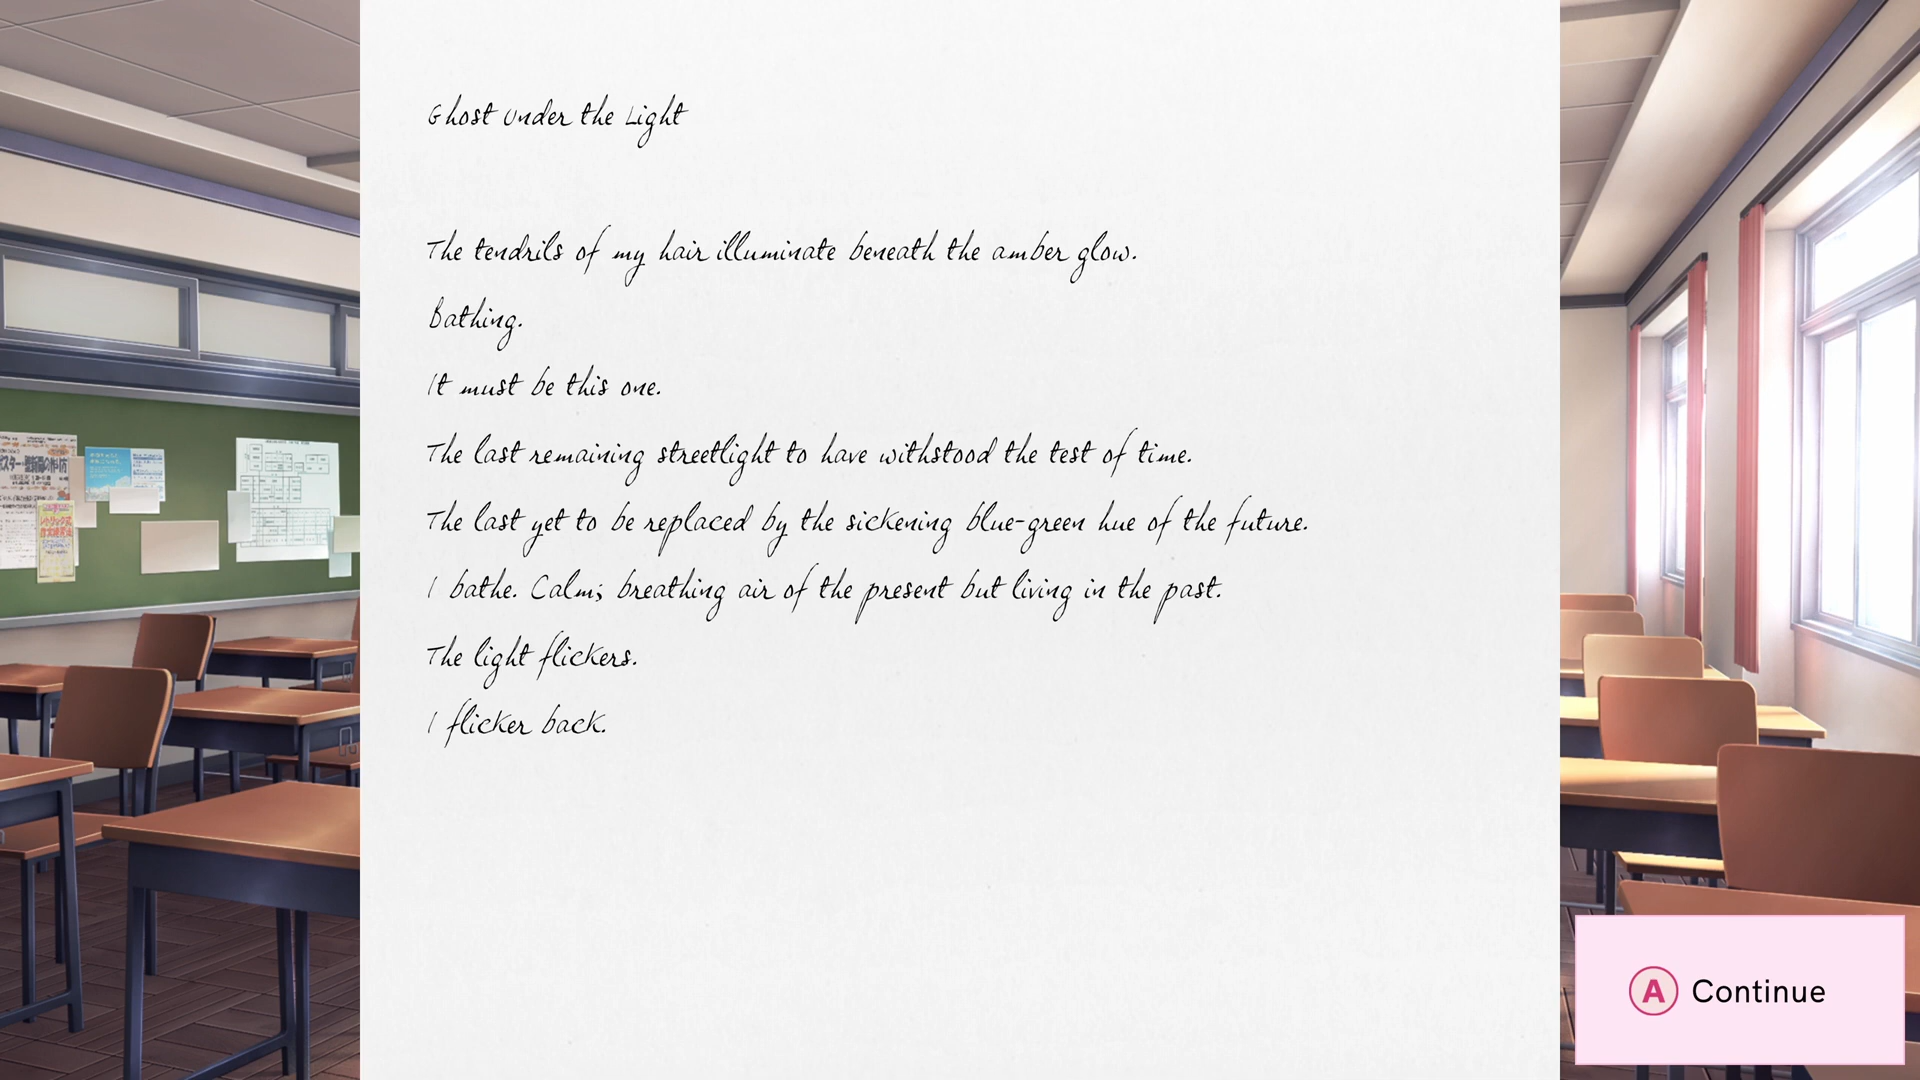 Ghost Under the Light
The tendrils of my hair illuminate beneath the amber glow.
Bathing.
It must be this one.
The last remaining streetlight to have withstood the test of time.
The last yet to be replaced by the sickening blue-green hue of the future.
I bathe. Calm; breathing air of the present but living in the past.
The light flickers.
I flicker back.
A Continue